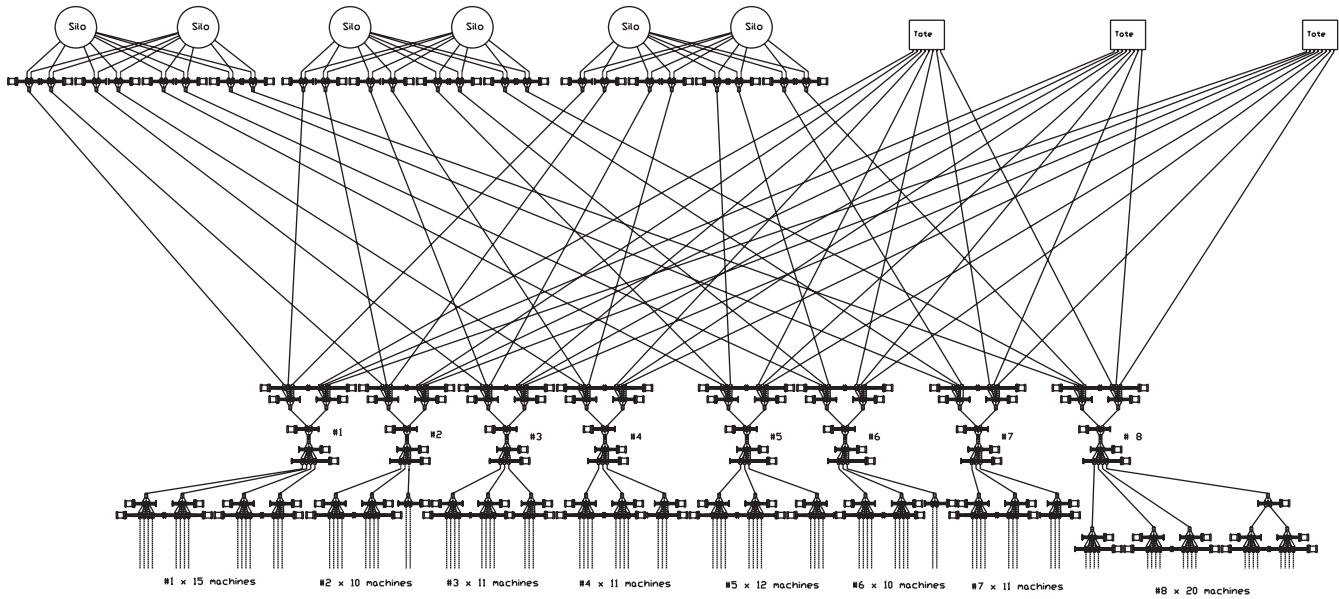 Silo
Silo
Silo
Silo
Silo
Silo
Tote
Tote
Tote
#1
#2
#3
#4
#5
#6
#7
# 8
#1 x 15 machines
#2 x 10 machines
#3 x 11 machines
#4 x 11 machines
#5 x 12 machines
#6 x 10 machines
#7 x 11 machines
#8 x 20 machines